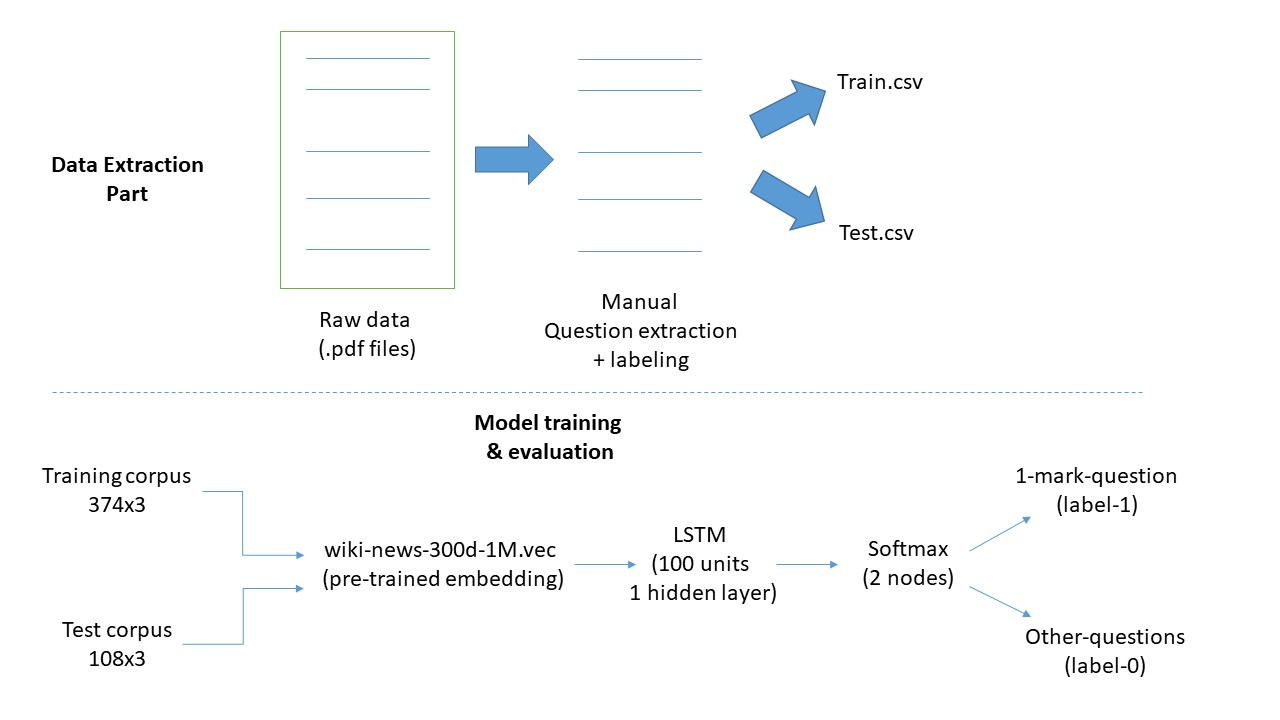 Data Extraction
Part
Raw data
(.pdf files)
Manual
Question extraction
+ labeling
Train.csv
Test.csv
Model training
& evaluation
Training corpus
374x3
Test corpus
108x3
wiki-news-300d-1M.vec
(pre-trained embedding)
LSTM
(100 units
1 hidden layer)
Softmax
(2 nodes)
1-mark-question
(label-1)
Other-questions
(label-0)